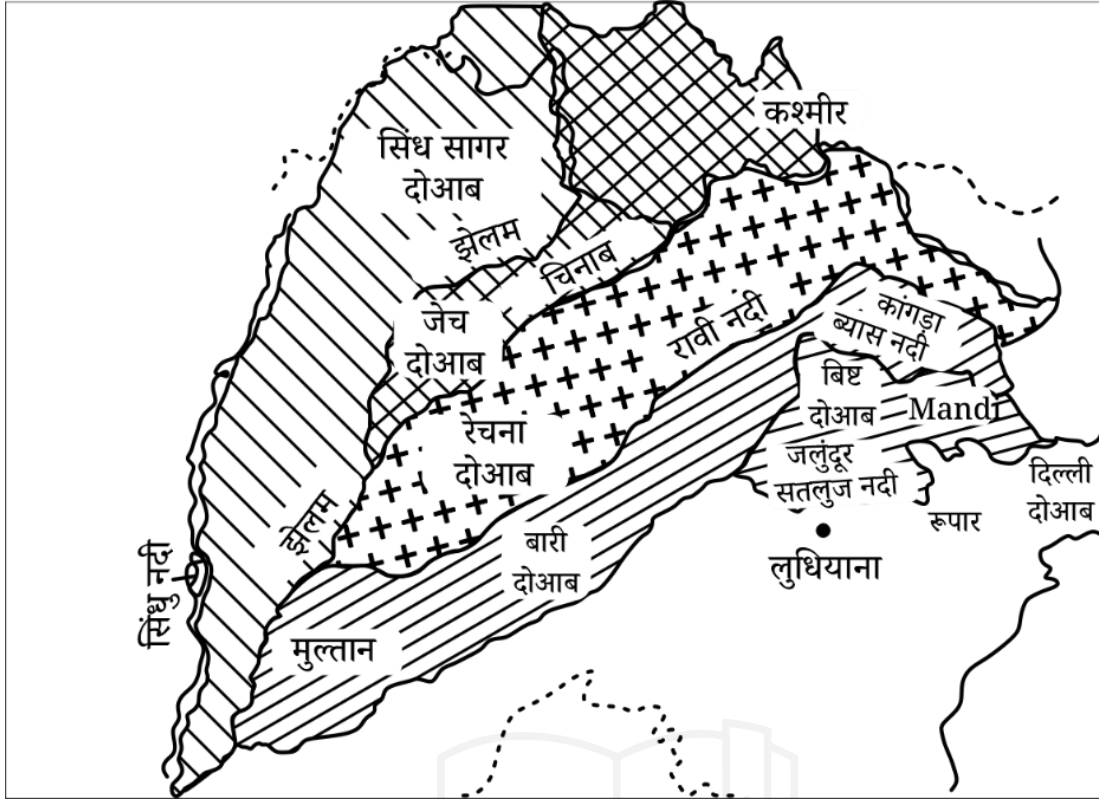 कश्मीर
सिंध सागर
दोआब
झेलम
चिनाब
जेच
दोआब
रावी नदी
कांगड़ा
ब्यास नदी
बिष्ट
दोआब
Mandi
जलुंदूर
सतलुज नदी
रेचना
दोआब
दिल्ली
दोआब
रूपार
झेलम
बारी
दोआब
लुधियाना
सिंधु नदी
मुल्तान